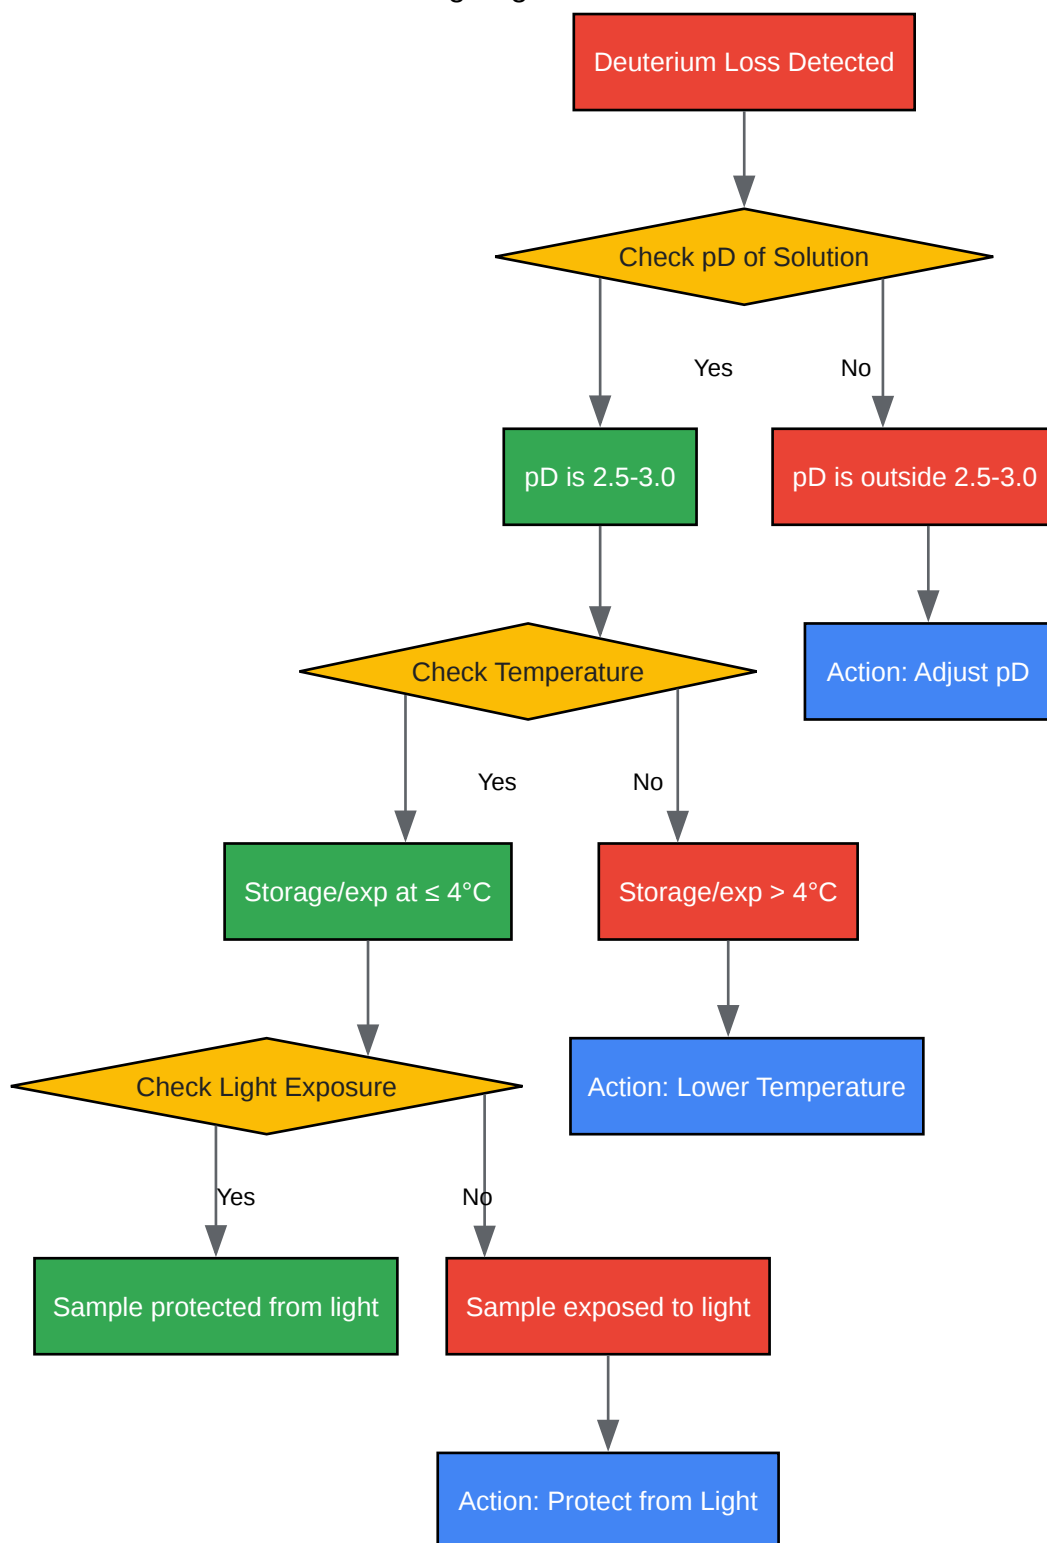 Deuterium Loss Detected
Check pD of Solution
Yes
No
pD is 2.5-3.0
pD is outside 2.5-3.0
Check Temperature
Action: Adjust pD
Yes
No
Storage/exp at ≤ 4°C
Storage/exp > 4°C
Check Light Exposure
Action: Lower Temperature
Yes
No
Sample protected from light
Sample exposed to light
Action: Protect from Light